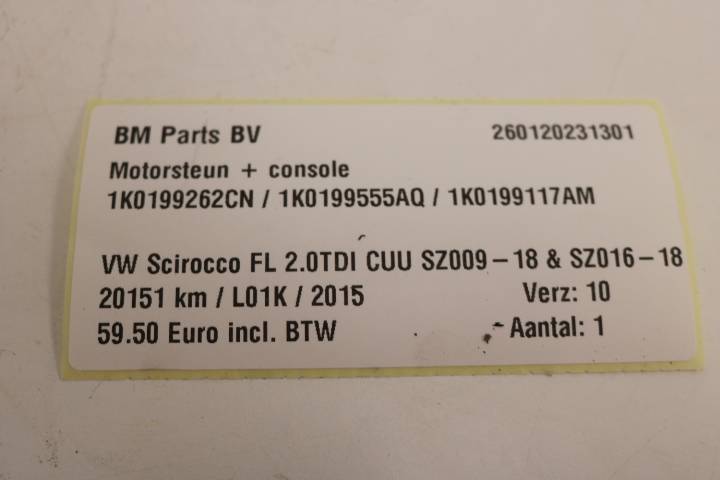 BM Parts BV 260120231301
Motorsteun + console
1K0199262CN / 1K0199555AQ / 1K0199117AM
VW Scirocco FL 2.0TDI CUU SZ009-18 & SZ016-18
20151 km / L01K / 2015 Verz: 10
59.50 Euro incl. BTW Aantal: 1